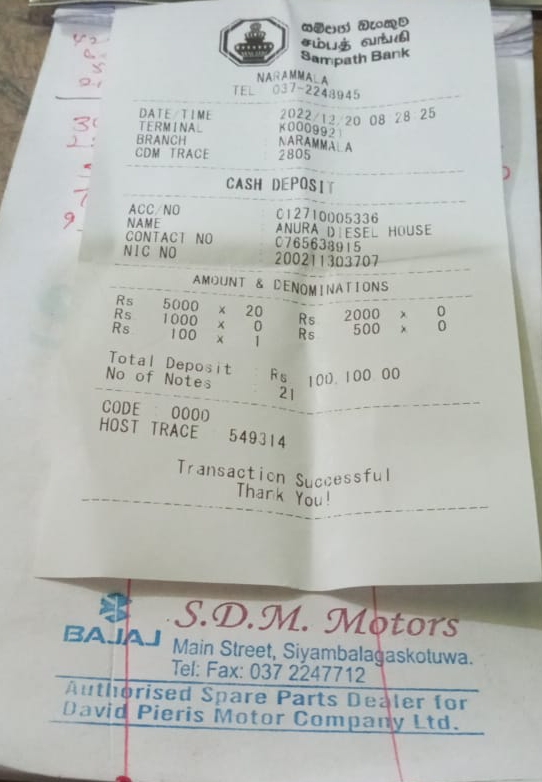 සම්පත් බැංකුව
சம்பத் வங்கி
Sampath Bank
NARAMMALA
TEL 037-2248945
DATE/TIME : 2022/12/20 08 28 25
TERMINAL : K0009921
BRANCH : NARAMMALA
CDM TRACE : 2805
CASH DEPOSIT
ACC/NO : 012710005336
NAME : ANURA DIESEL HOUSE
CONTACT NO : 0765638915
NIC NO : 200211303707
AMOUNT & DENOMINATIONS
Rs 5000 x 20 Rs 2000 x 0
Rs 1000 x 0 Rs 500 x 0
Rs 100 x 1
Total Deposit : Rs. 100,100.00
No of Notes : 21
CODE : 0000
HOST TRACE : 549314
Transaction Successful
Thank You!
BAJAJ
S.D.M. Motors
Main Street, Siyambalagaskotuwa.
Tel: Fax: 037 2247712
Authorised Spare Parts Dealer for
David Pieris Motor Company Ltd.